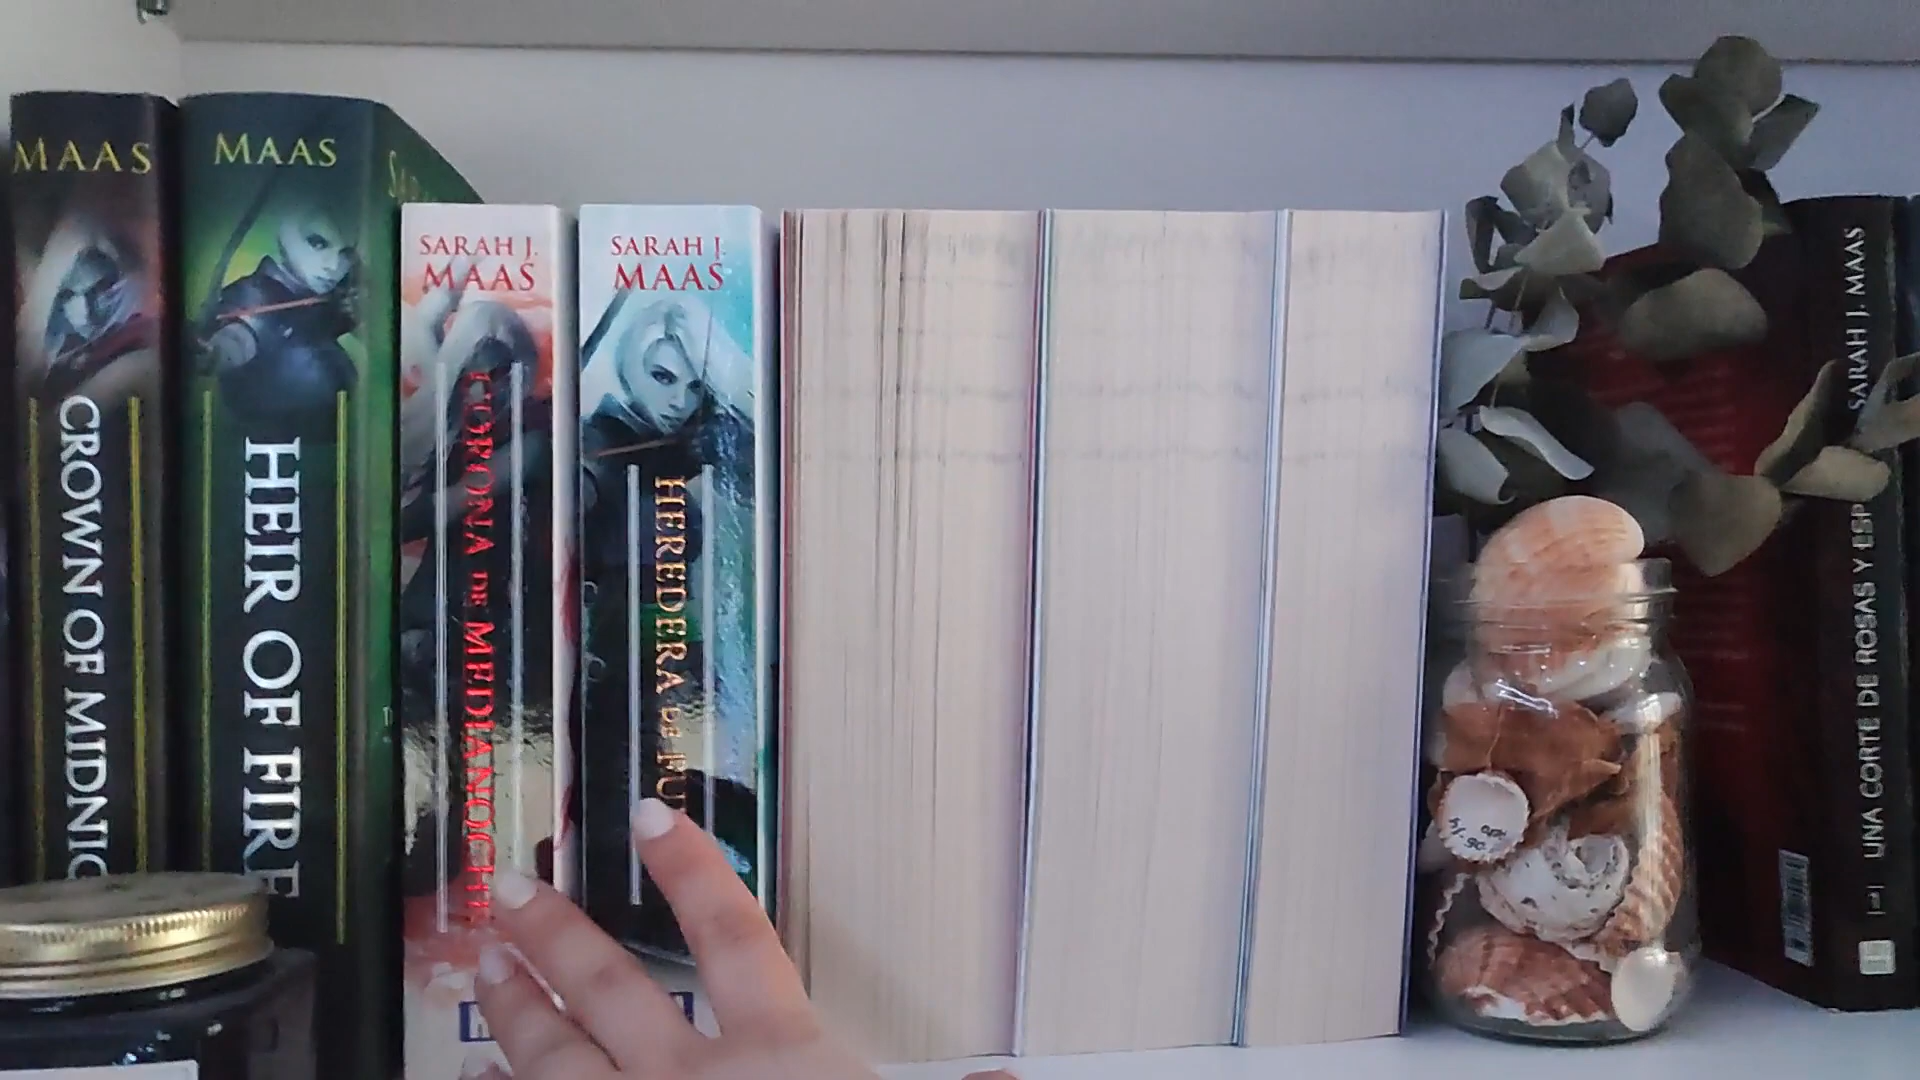 MAAS
CROWN OF MIDNIG
MAAS
HEIR OF FIRE
SARAH J.
MAAS
CORONA DE MEDIANOCHE
SARAH J.
MAAS
HEREDERA DE FU
UNA CORTE DE ROSAS Y ESP
SARAH J. MAAS